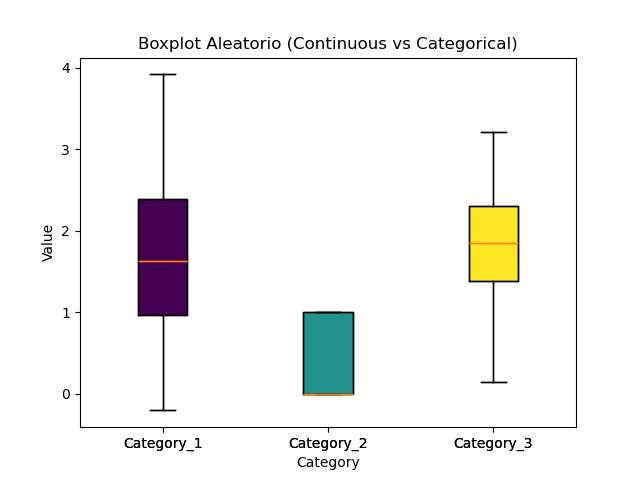 Boxplot Aleatorio (Continuous vs Categorical)
4
3
2
1
0
Value
Category_1 Category_2 Category_3
Category